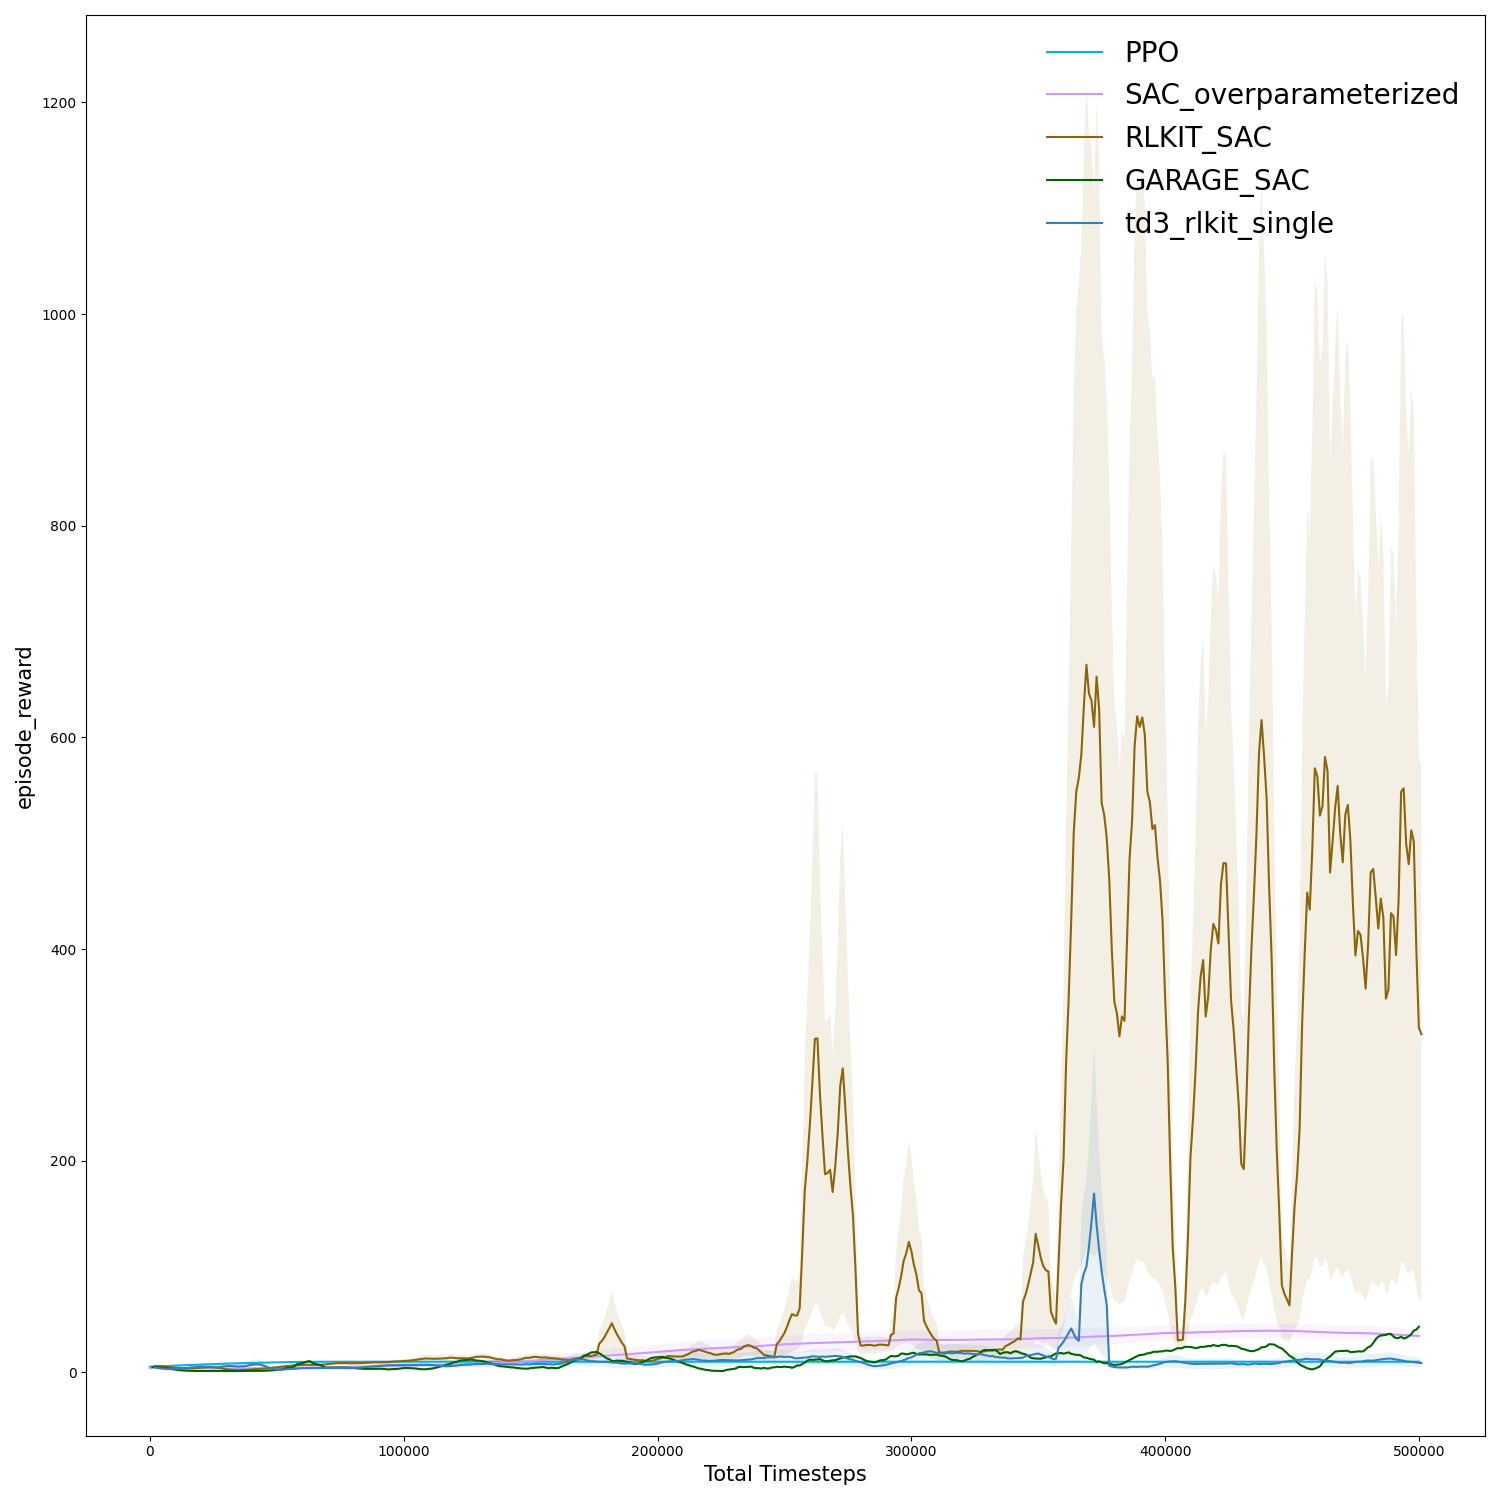 PPO
SAC_overparameterized
RLKIT_SAC
GARAGE_SAC
td3_rlkit_single
1200
1000
800
600
400
200
0
episode_reward
0 100000 200000 300000 400000 500000
Total Timesteps